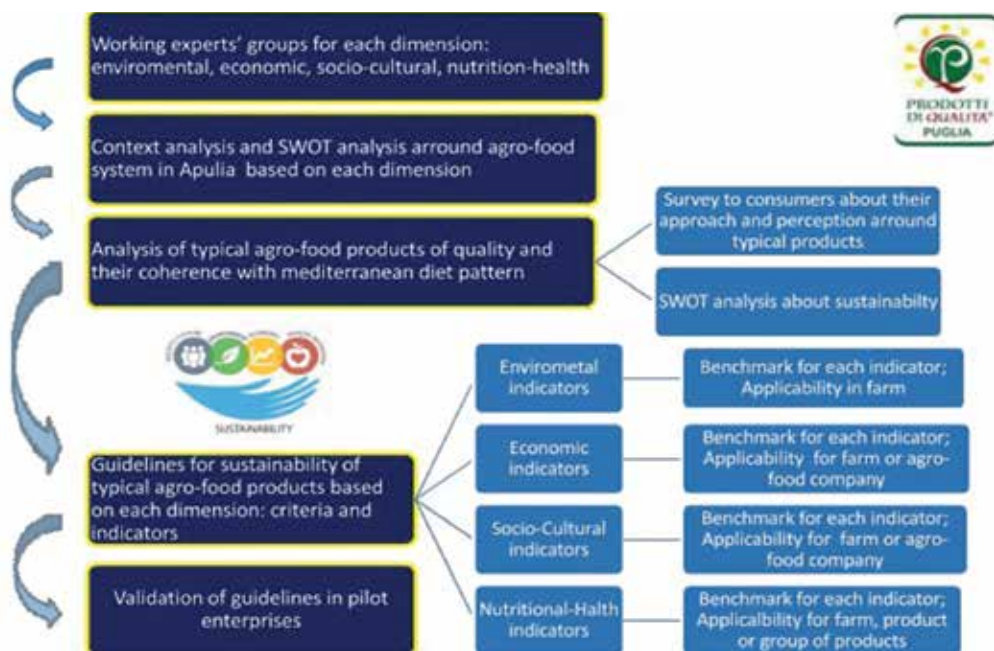 Working experts' groups for each dimension:
enviromental, economic, socio-cultural, nutrition-health
PRODOTTI
DI QUALITA'
PUGLIA
Context analysis and SWOT analysis arround agro-food
system in Apulia based on each dimension
Analysis of typical agro-food products of quality and
their coherence with mediterranean diet pattern
Survey to consumers about their
approach and perception arround
typical products
SWOT analysis about sustainabilty
SUSTAINABILITY
Guidelines for sustainability of
typical agro-food products based
on each dimension: criteria and
indicators
Envirometal
indicators
Benchmark for each indicator;
Applicability in farm
Economic
indicators
Benchmark for each indicator;
Applicability for farm or agro-
food company
Socio-Cultural
indicators
Benchmark for each indicator;
Applicability for farm or agro-
food company
Nutritional-Halth
indicators
Benchmark for each indicator;
Applicalbility for farm, product
or group of products
Validation of guidelines in pilot
enterprises